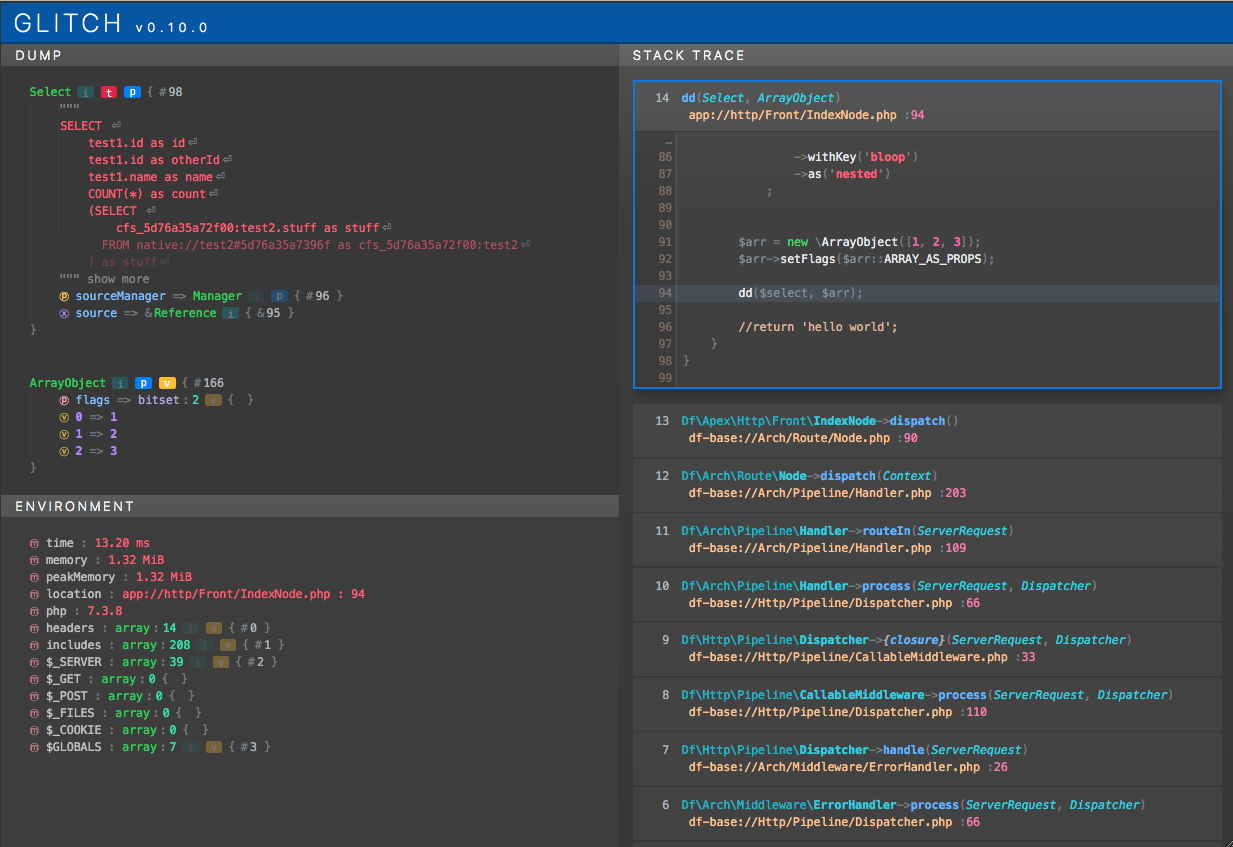 GLITCH v0.10.0
DUMP
Select i t p { #98
"""
SELECT ⏎
test1.id as id⏎
test1.id as otherId⏎
test1.name as name⏎
COUNT(*) as count⏎
(SELECT ⏎
cfs_5d76a35a72f00:test2.stuff as stuff⏎
FROM native://test2#5d76a35a7396f as cfs_5d76a35a72f00:test2⏎
) as stuff⏎
""" show more
p sourceManager => Manager i p { #96 }
x source => &Reference i { &95 }
}
ArrayObject i p v { #166
p flags => bitset:2 v { }
v 0 => 1
v 1 => 2
v 2 => 3
}
ENVIRONMENT
m time : 13.20 ms
m memory : 1.32 MiB
m peakMemory : 1.32 MiB
m location : app://http/Front/IndexNode.php : 94
m php : 7.3.8
m headers : array:14 i v { #0 }
m includes : array:208 i v { #1 }
m $_SERVER : array:39 i v { #2 }
m $_GET : array:0 { }
m $_POST : array:0 { }
m $_FILES : array:0 { }
m $_COOKIE : array:0 { }
m $GLOBALS : array:7 i v { #3 }
STACK TRACE
14 dd(Select, ArrayObject)
app://http/Front/IndexNode.php :94
…
86 ->withKey('bloop')
87 ->as('nested')
88 ;
89
90
91 $arr = new \ArrayObject([1, 2, 3]);
92 $arr->setFlags($arr::ARRAY_AS_PROPS);
93
94 dd($select, $arr);
95
96 //return 'hello world';
97 }
98 }
99
13 Df\Apex\Http\Front\IndexNode->dispatch()
df-base://Arch/Route/Node.php :90
12 Df\Arch\Route\Node->dispatch(Context)
df-base://Arch/Pipeline/Handler.php :203
11 Df\Arch\Pipeline\Handler->routeIn(ServerRequest)
df-base://Arch/Pipeline/Handler.php :109
10 Df\Arch\Pipeline\Handler->process(ServerRequest, Dispatcher)
df-base://Http/Pipeline/Dispatcher.php :66
9 Df\Http\Pipeline\Dispatcher->{closure}(ServerRequest, Dispatcher)
df-base://Http/Pipeline/CallableMiddleware.php :33
8 Df\Http\Pipeline\CallableMiddleware->process(ServerRequest, Dispatcher)
df-base://Http/Pipeline/Dispatcher.php :110
7 Df\Http\Pipeline\Dispatcher->handle(ServerRequest)
df-base://Arch/Middleware/ErrorHandler.php :26
6 Df\Arch\Middleware\ErrorHandler->process(ServerRequest, Dispatcher)
df-base://Http/Pipeline/Dispatcher.php :66